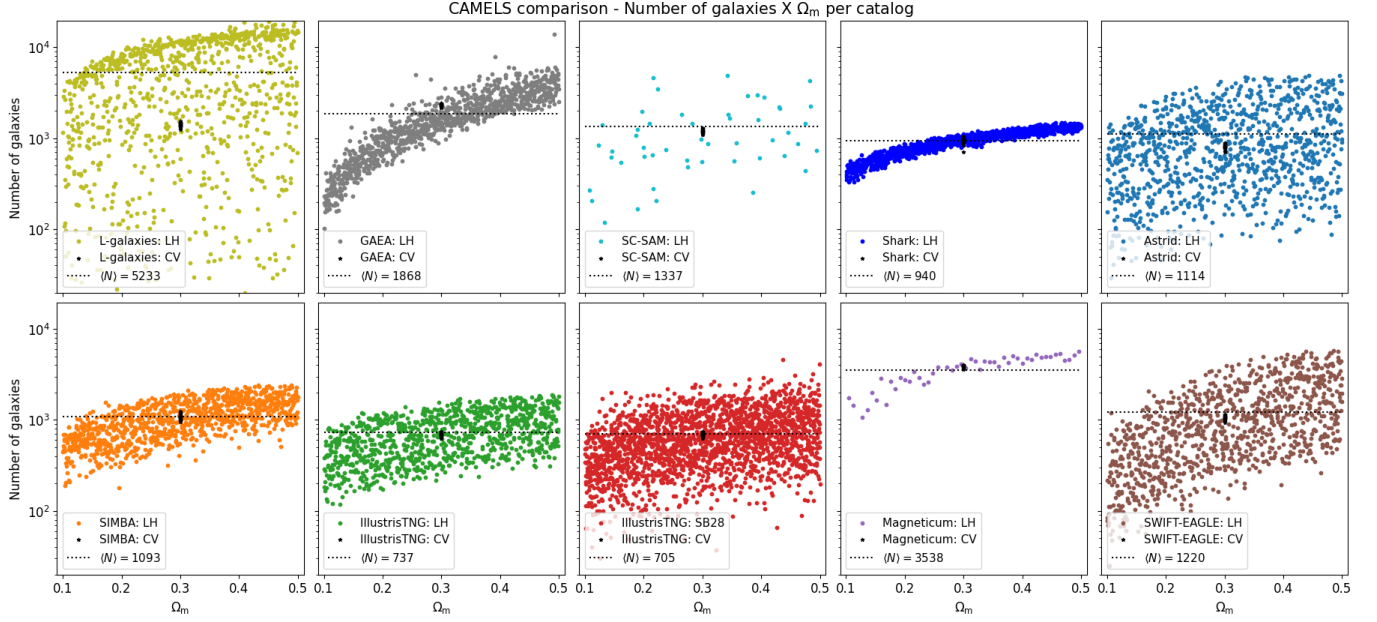 CAMELS comparison - Number of galaxies X Ωm per catalog
Number of galaxies
10⁴
10³
10²
L-galaxies: LH
L-galaxies: CV
⟨N⟩ = 5233
GAEA: LH
GAEA: CV
⟨N⟩ = 1868
SC-SAM: LH
SC-SAM: CV
⟨N⟩ = 1337
Shark: LH
Shark: CV
⟨N⟩ = 940
Astrid: LH
Astrid: CV
⟨N⟩ = 1114
Number of galaxies
10⁴
10³
10²
SIMBA: LH
SIMBA: CV
⟨N⟩ = 1093
IllustrisTNG: LH
IllustrisTNG: CV
⟨N⟩ = 737
IllustrisTNG: SB28
IllustrisTNG: CV
⟨N⟩ = 705
Magneticum: LH
Magneticum: CV
⟨N⟩ = 3538
SWIFT-EAGLE: LH
SWIFT-EAGLE: CV
⟨N⟩ = 1220
0.1 0.2 0.3 0.4 0.5
0.1 0.2 0.3 0.4 0.5
0.1 0.2 0.3 0.4 0.5
0.1 0.2 0.3 0.4 0.5
0.1 0.2 0.3 0.4 0.5
Ωm
Ωm
Ωm
Ωm
Ωm